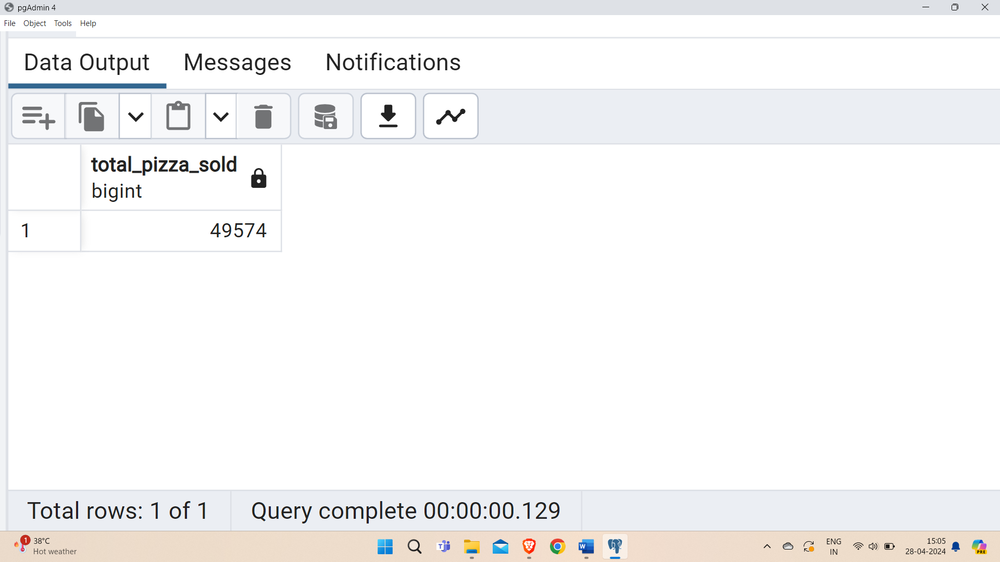 pgAdmin 4
File Object Tools Help
Data Output Messages Notifications
total_pizza_sold
bigint
1 49574
Total rows: 1 of 1 Query complete 00:00:00.129
1
38°C
Hot weather
T
W
ENG
IN
15:05
28-04-2024
PRE